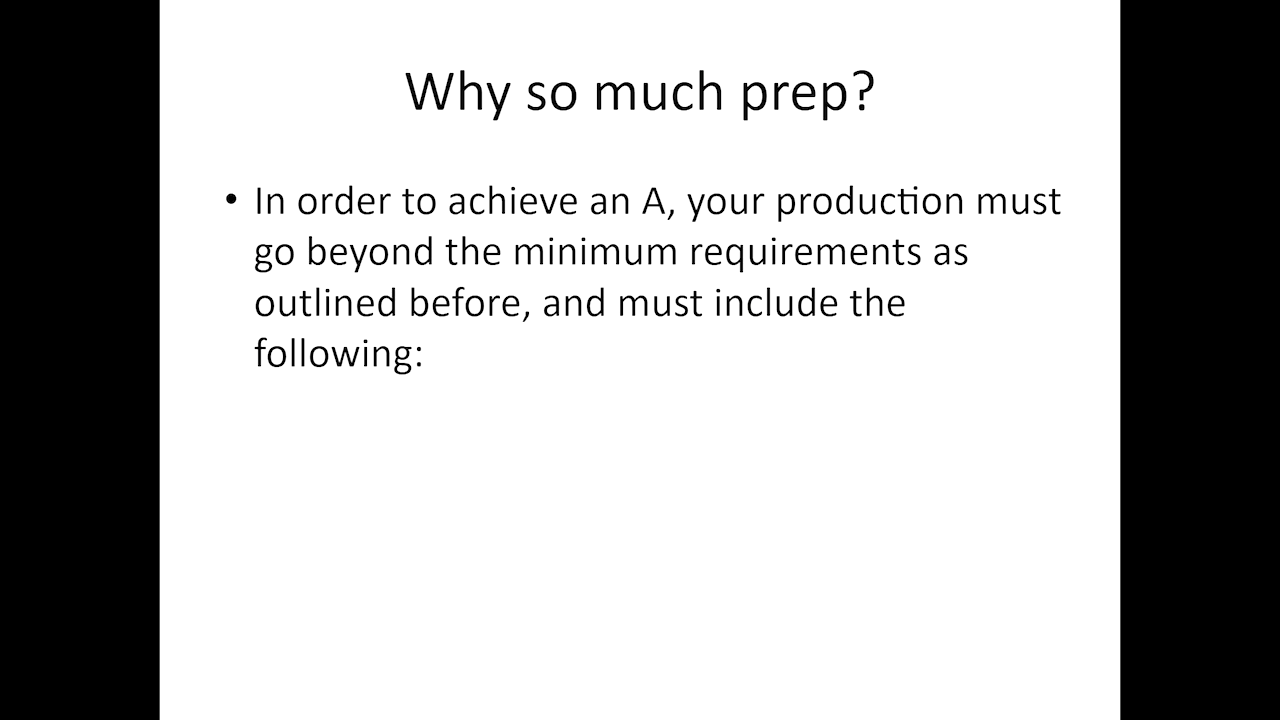 Why so much prep?
• In order to achieve an A, your production must
go beyond the minimum requirements as
outlined before, and must include the
following: